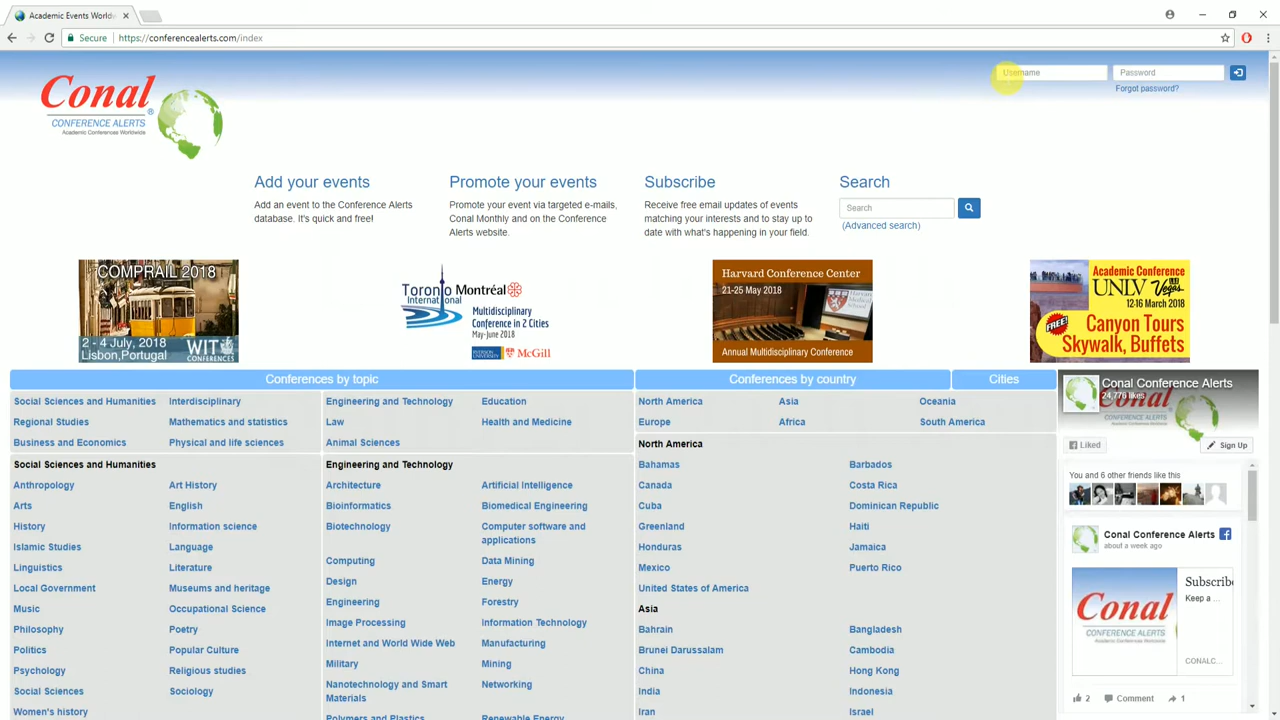 Academic Events Worldw
Secure
https://conferencealerts.com/index
Username
Password
Forgot password?
Conal®
CONFERENCE ALERTS
Academic Conferences Worldwide
Add your events
Add an event to the Conference Alerts
database. It's quick and free!
Promote your events
Promote your event via targeted e-mails,
Conal Monthly and on the Conference
Alerts website.
Subscribe
Receive free email updates of events
matching your interests and to stay up to
date with what's happening in your field.
Search
Search
(Advanced search)
COMPRAIL 2018
2 - 4 July, 2018
Lisbon,Portugal
WIT
CONFERENCES
Toronto Montréal
International
Multidisciplinary
Conference in 2 Cities
May-June 2018
McGill
Harvard Conference Center
21-25 May 2018
Annual Multidisciplinary Conference
Academic Conference
UNLV Vegas
12-16 March 2018
FREE!
Canyon Tours
Skywalk, Buffets
Conferences by topic
Social Sciences and Humanities
Interdisciplinary
Engineering and Technology
Education
Regional Studies
Mathematics and statistics
Law
Health and Medicine
Business and Economics
Physical and life sciences
Animal Sciences
Social Sciences and Humanities
Anthropology
Art History
Arts
English
History
Information science
Islamic Studies
Language
Linguistics
Literature
Local Government
Museums and heritage
Music
Occupational Science
Philosophy
Poetry
Politics
Popular Culture
Psychology
Religious studies
Social Sciences
Sociology
Women's history
Engineering and Technology
Architecture
Artificial Intelligence
Bioinformatics
Biomedical Engineering
Biotechnology
Computer software and
applications
Computing
Data Mining
Design
Energy
Engineering
Forestry
Image Processing
Information Technology
Internet and World Wide Web
Manufacturing
Military
Mining
Nanotechnology and Smart
Materials
Networking
Polymers and Plastics
Renewable Energy
Conferences by country
Cities
North America
Asia
Oceania
Europe
Africa
South America
North America
Bahamas
Barbados
Canada
Costa Rica
Cuba
Dominican Republic
Greenland
Haiti
Honduras
Jamaica
Mexico
Puerto Rico
United States of America
Asia
Bahrain
Bangladesh
Brunei Darussalam
Cambodia
China
Hong Kong
India
Indonesia
Iran
Israel
Conal Conference Alerts
24,776 likes
Liked
Sign Up
You and 6 other friends like this
Conal Conference Alerts
about a week ago
Conal
CONFERENCE ALERTS
Subscribe
Keep a ...
CONALC...
2
Comment
1